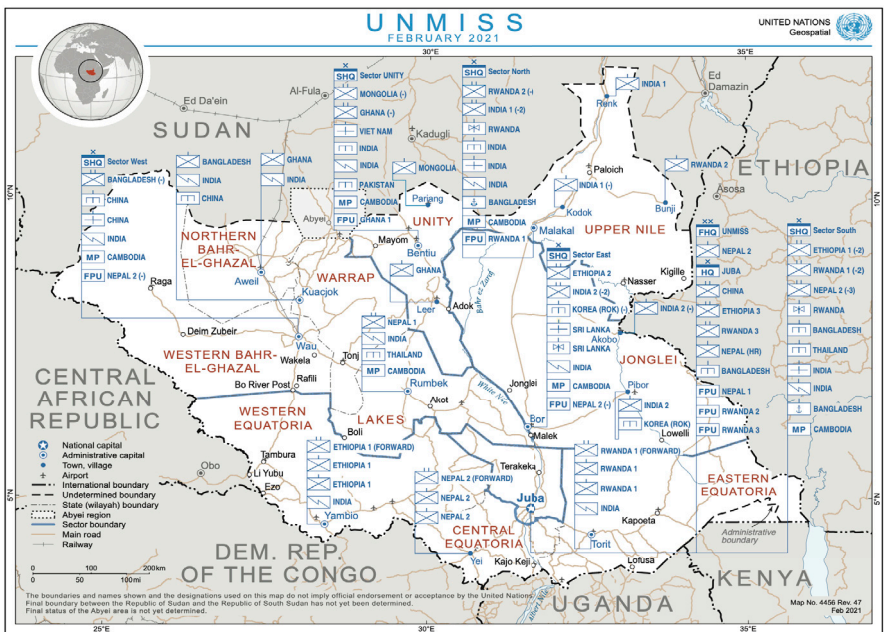 UNMISS
FEBRUARY 2021
UNITED NATIONS
Geospatial
30°E
35°E
SUDAN
ETHIOPIA
CENTRAL
AFRICAN
REPUBLIC
DEM. REP.
OF THE CONGO
UGANDA
KENYA
Ed Da'ein
Al-Fula
Kadugli
Ed
Damazin
Asosa
Obo
10°N
10°N
5°N
5°N
SHQ Sector West
BANGLADESH (-)
CHINA
CHINA
INDIA
MP CAMBODIA
FPU NEPAL 2 (-)
BANGLADESH
INDIA
CHINA
GHANA
INDIA
SHQ Sector UNITY
MONGOLIA (-)
GHANA (-)
VIET NAM
INDIA
INDIA
PAKISTAN
MP CAMBODIA
FPU GHANA 1
MONGOLIA
SHQ Sector North
RWANDA 2 (-)
INDIA 1 (-2)
RWANDA
INDIA
INDIA
INDIA
BANGLADESH
MP CAMBODIA
FPU RWANDA 1
INDIA 1
INDIA 1 (-)
RWANDA 2
SHQ Sector East
ETHIOPIA 2
INDIA 2 (-2)
KOREA (ROK) (-)
SRI LANKA
SRI LANKA
INDIA
MP CAMBODIA
FPU NEPAL 2 (-)
INDIA 2 (-)
INDIA 2
KOREA (ROK)
FHQ UNMISS
NEPAL 2
HQ JUBA
CHINA
ETHIOPIA 3
RWANDA 3
NEPAL (HR)
BANGLADESH
FPU NEPAL 1
FPU RWANDA 2
FPU RWANDA 3
SHQ Sector South
ETHIOPIA 1 (-2)
RWANDA 1 (-2)
NEPAL 2 (-3)
RWANDA
BANGLADESH
THAILAND
INDIA
INDIA
BANGLADESH
MP CAMBODIA
GHANA
NEPAL 1
INDIA
THAILAND
MP CAMBODIA
ETHIOPIA 1 (FORWARD)
ETHIOPIA 1
ETHIOPIA 1
INDIA
NEPAL 2 (FORWARD)
NEPAL 2
NEPAL 2
RWANDA 1 (FORWARD)
RWANDA 1
RWANDA 1
INDIA
NORTHERN
BAHR-
EL-GHAZAL
WARRAP
UNITY
UPPER NILE
WESTERN BAHR-
EL-GHAZAL
WESTERN
EQUATORIA
LAKES
JONGLEI
CENTRAL
EQUATORIA
EASTERN
EQUATORIA
Abyei
Pariang
Renk
Paloich
Kodok
Bunji
Malakal
Mayom
Bentiu
Nasser
Kigille
Raga
Aweil
Kuacjok
Leer
Adok
Bahr ez Zaraf
Akobo
Deim Zubeir
Wau
Wakela
Tonj
Rafili
Bo River Post
Rumbek
Akot
White Nile
Jonglei
Pibor
Bor
Malek
Lowelli
Boli
Tambura
Li Yubu
Ezo
Yambio
Terakeka
Juba
Kapoeta
Torit
Yei
Kajo Keji
Lofusa
Albert Nile
Administrative
boundary
National capital
Administrative capital
Town, village
Airport
International boundary
Undetermined boundary
State (wilayah) boundary
Abyei region
Sector boundary
Main road
Railway
0 50 100 200km
0 50 100mi
The boundaries and names shown and the designations used on this map do not imply official endorsement or acceptance by the United Nations.
Final boundary between the Republic of Sudan and the Republic of South Sudan has not yet been determined.
Final status of the Abyei area is not yet determined.
Map No. 4456 Rev. 47
Feb 2021
25°E
30°E
35°E